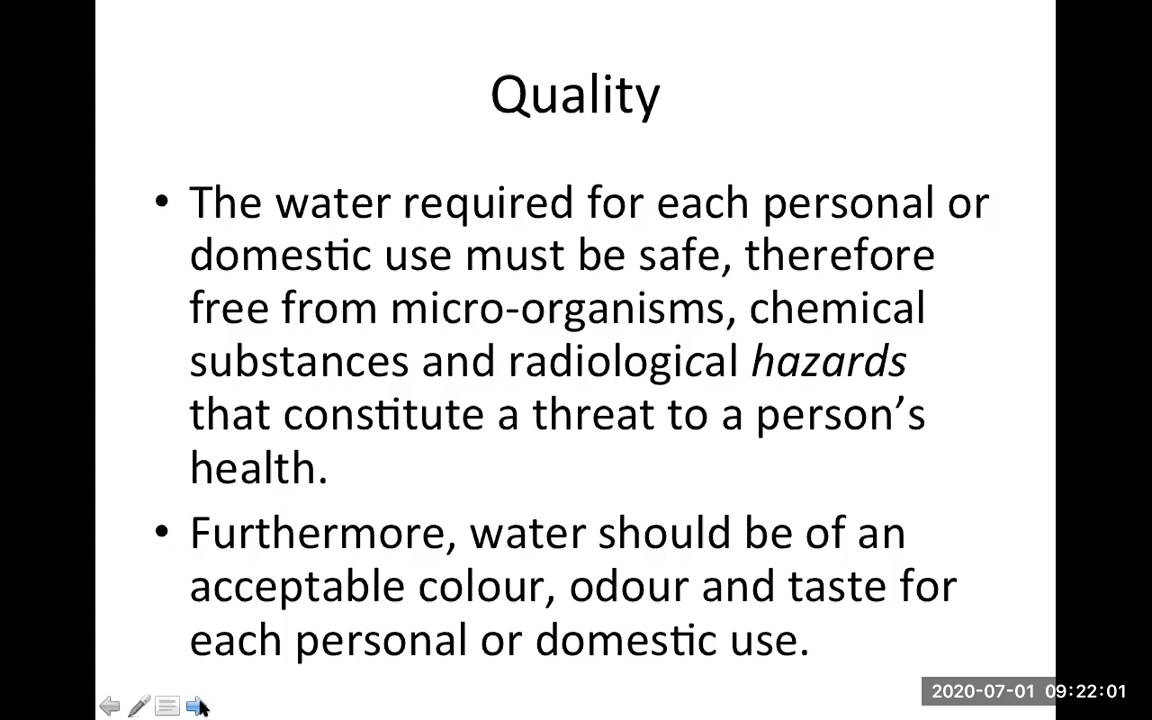 Quality
• The water required for each personal or
domestic use must be safe, therefore
free from micro-organisms, chemical
substances and radiological hazards
that constitute a threat to a person’s
health.
• Furthermore, water should be of an
acceptable colour, odour and taste for
each personal or domestic use.
2020-07-01 09:22:01